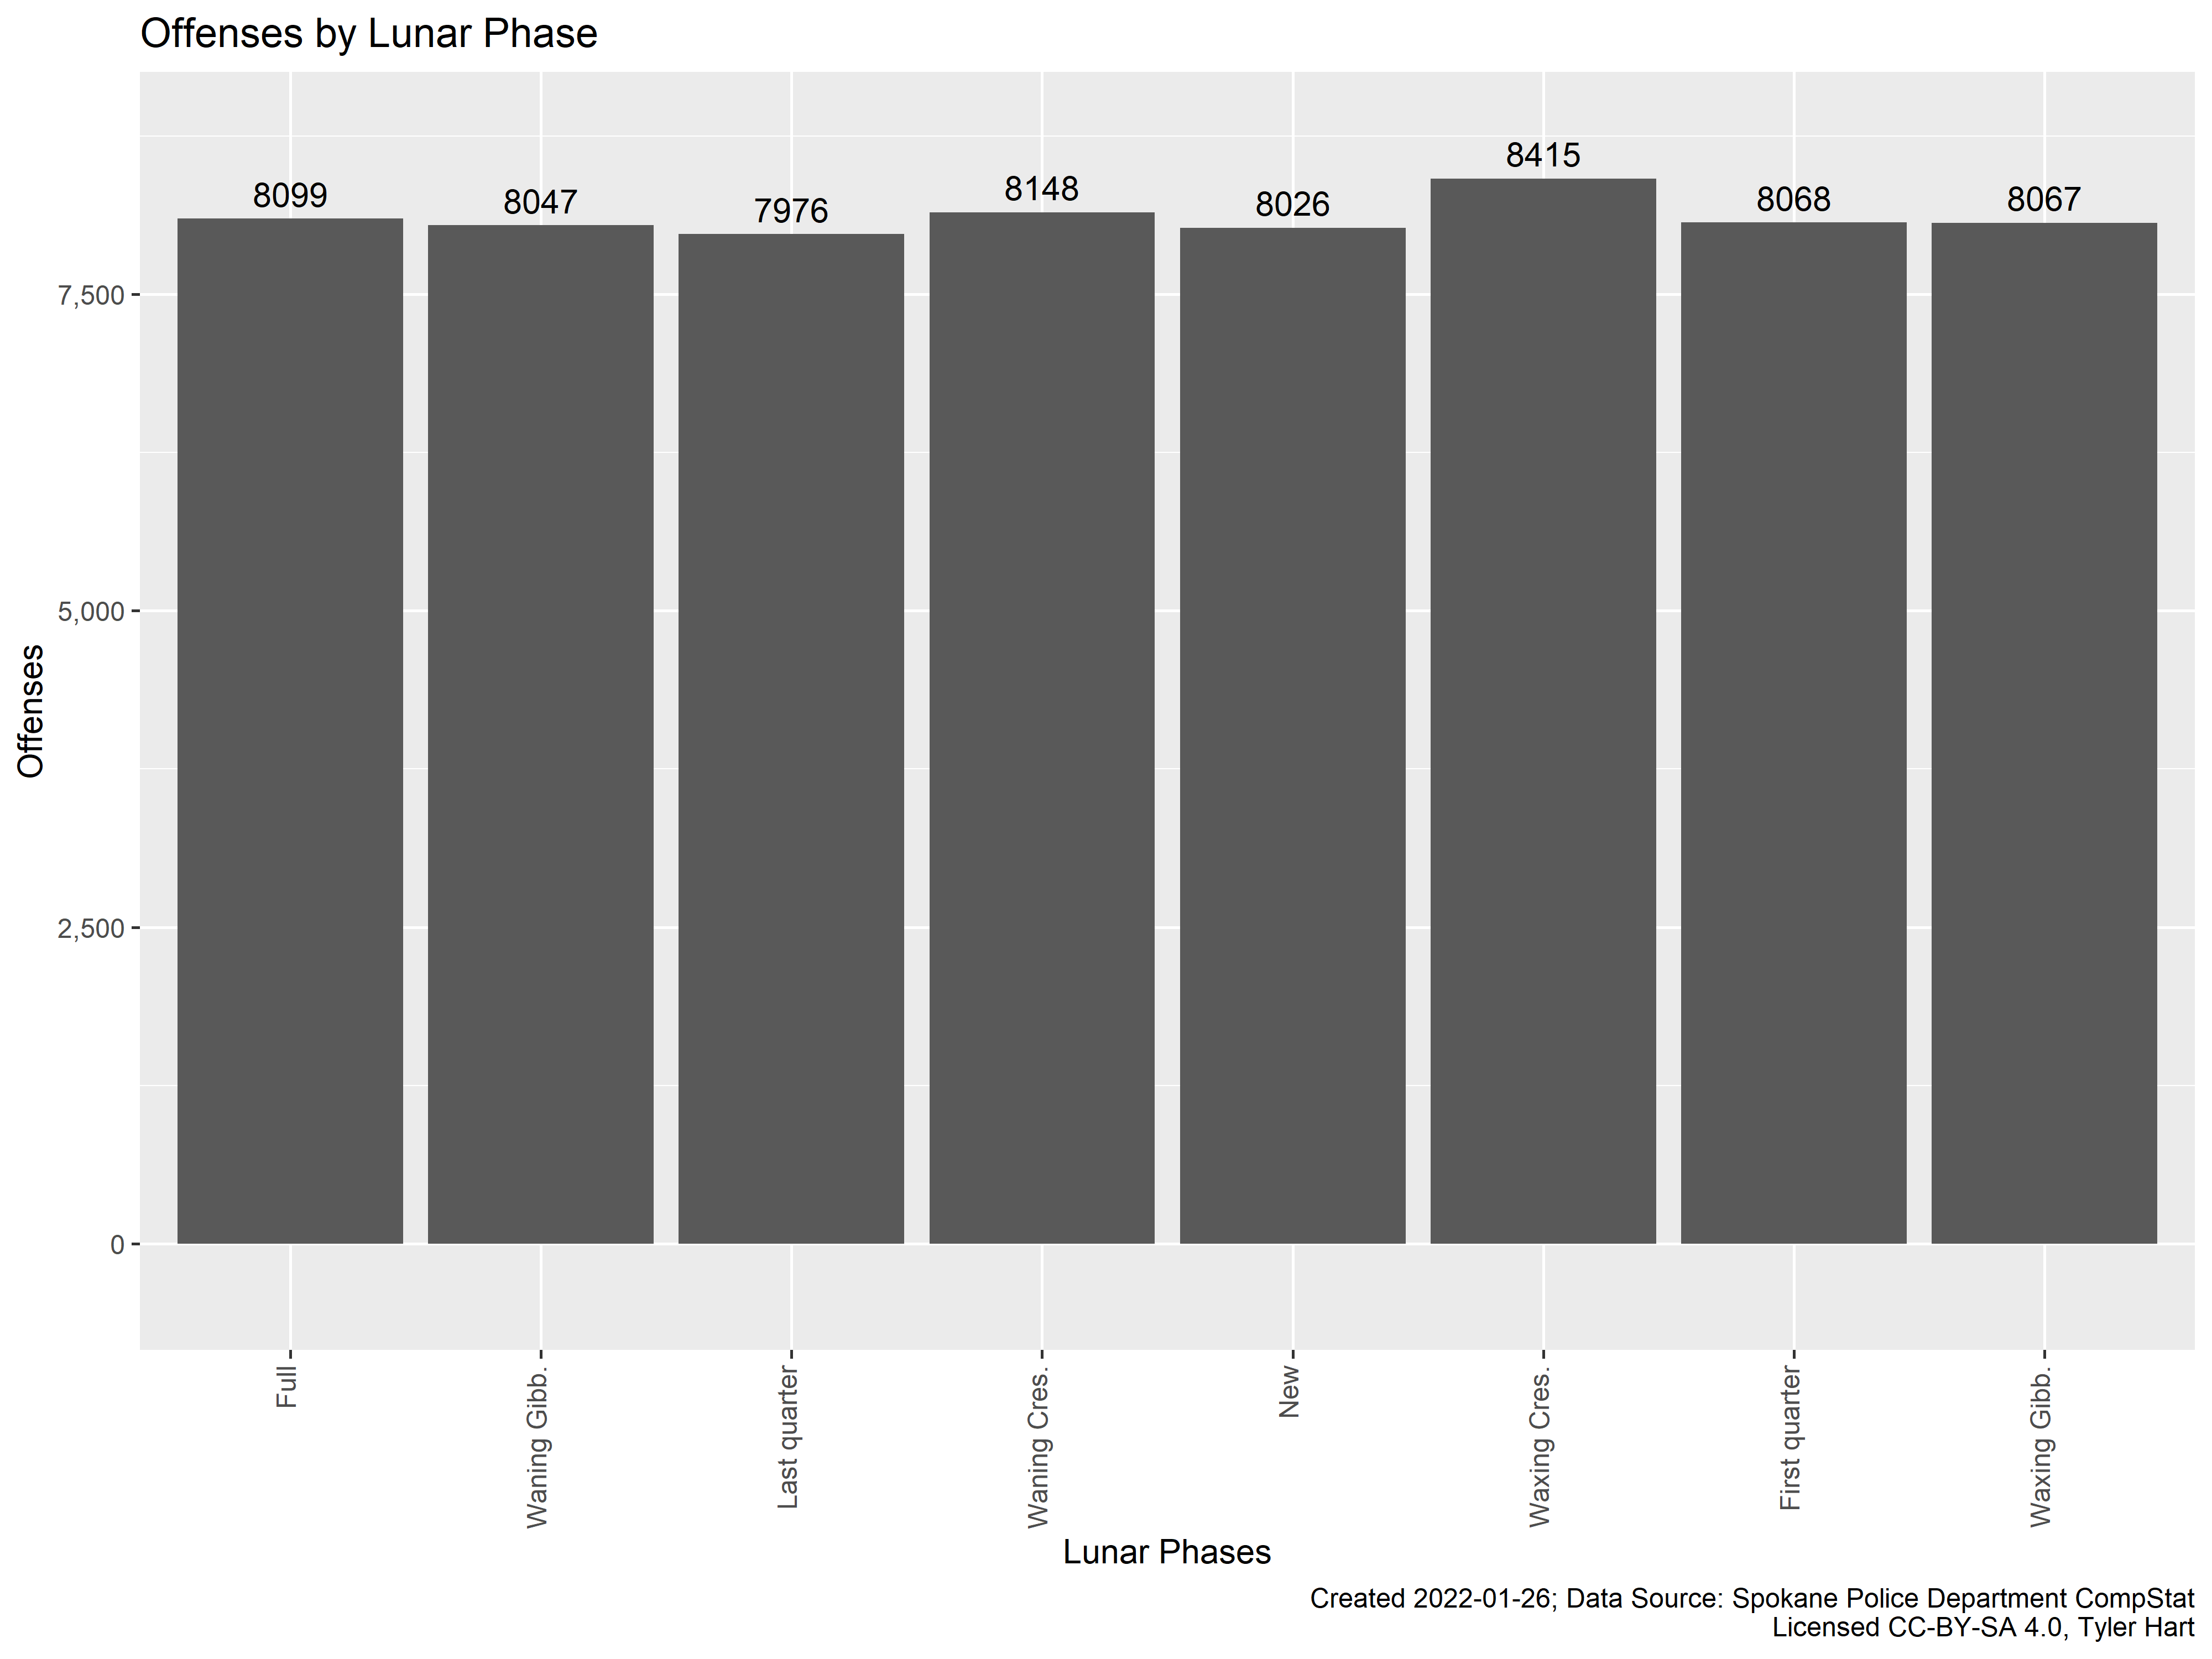 Offenses by Lunar Phase
8099
8047
7976
8148
8026
8415
8068
8067
7,500
5,000
2,500
0
Offenses
Full
Waning Gibb.
Last quarter
Waning Cres.
New
Waxing Cres.
First quarter
Waxing Gibb.
Lunar Phases
Created 2022-01-26; Data Source: Spokane Police Department CompStat
Licensed CC-BY-SA 4.0, Tyler Hart